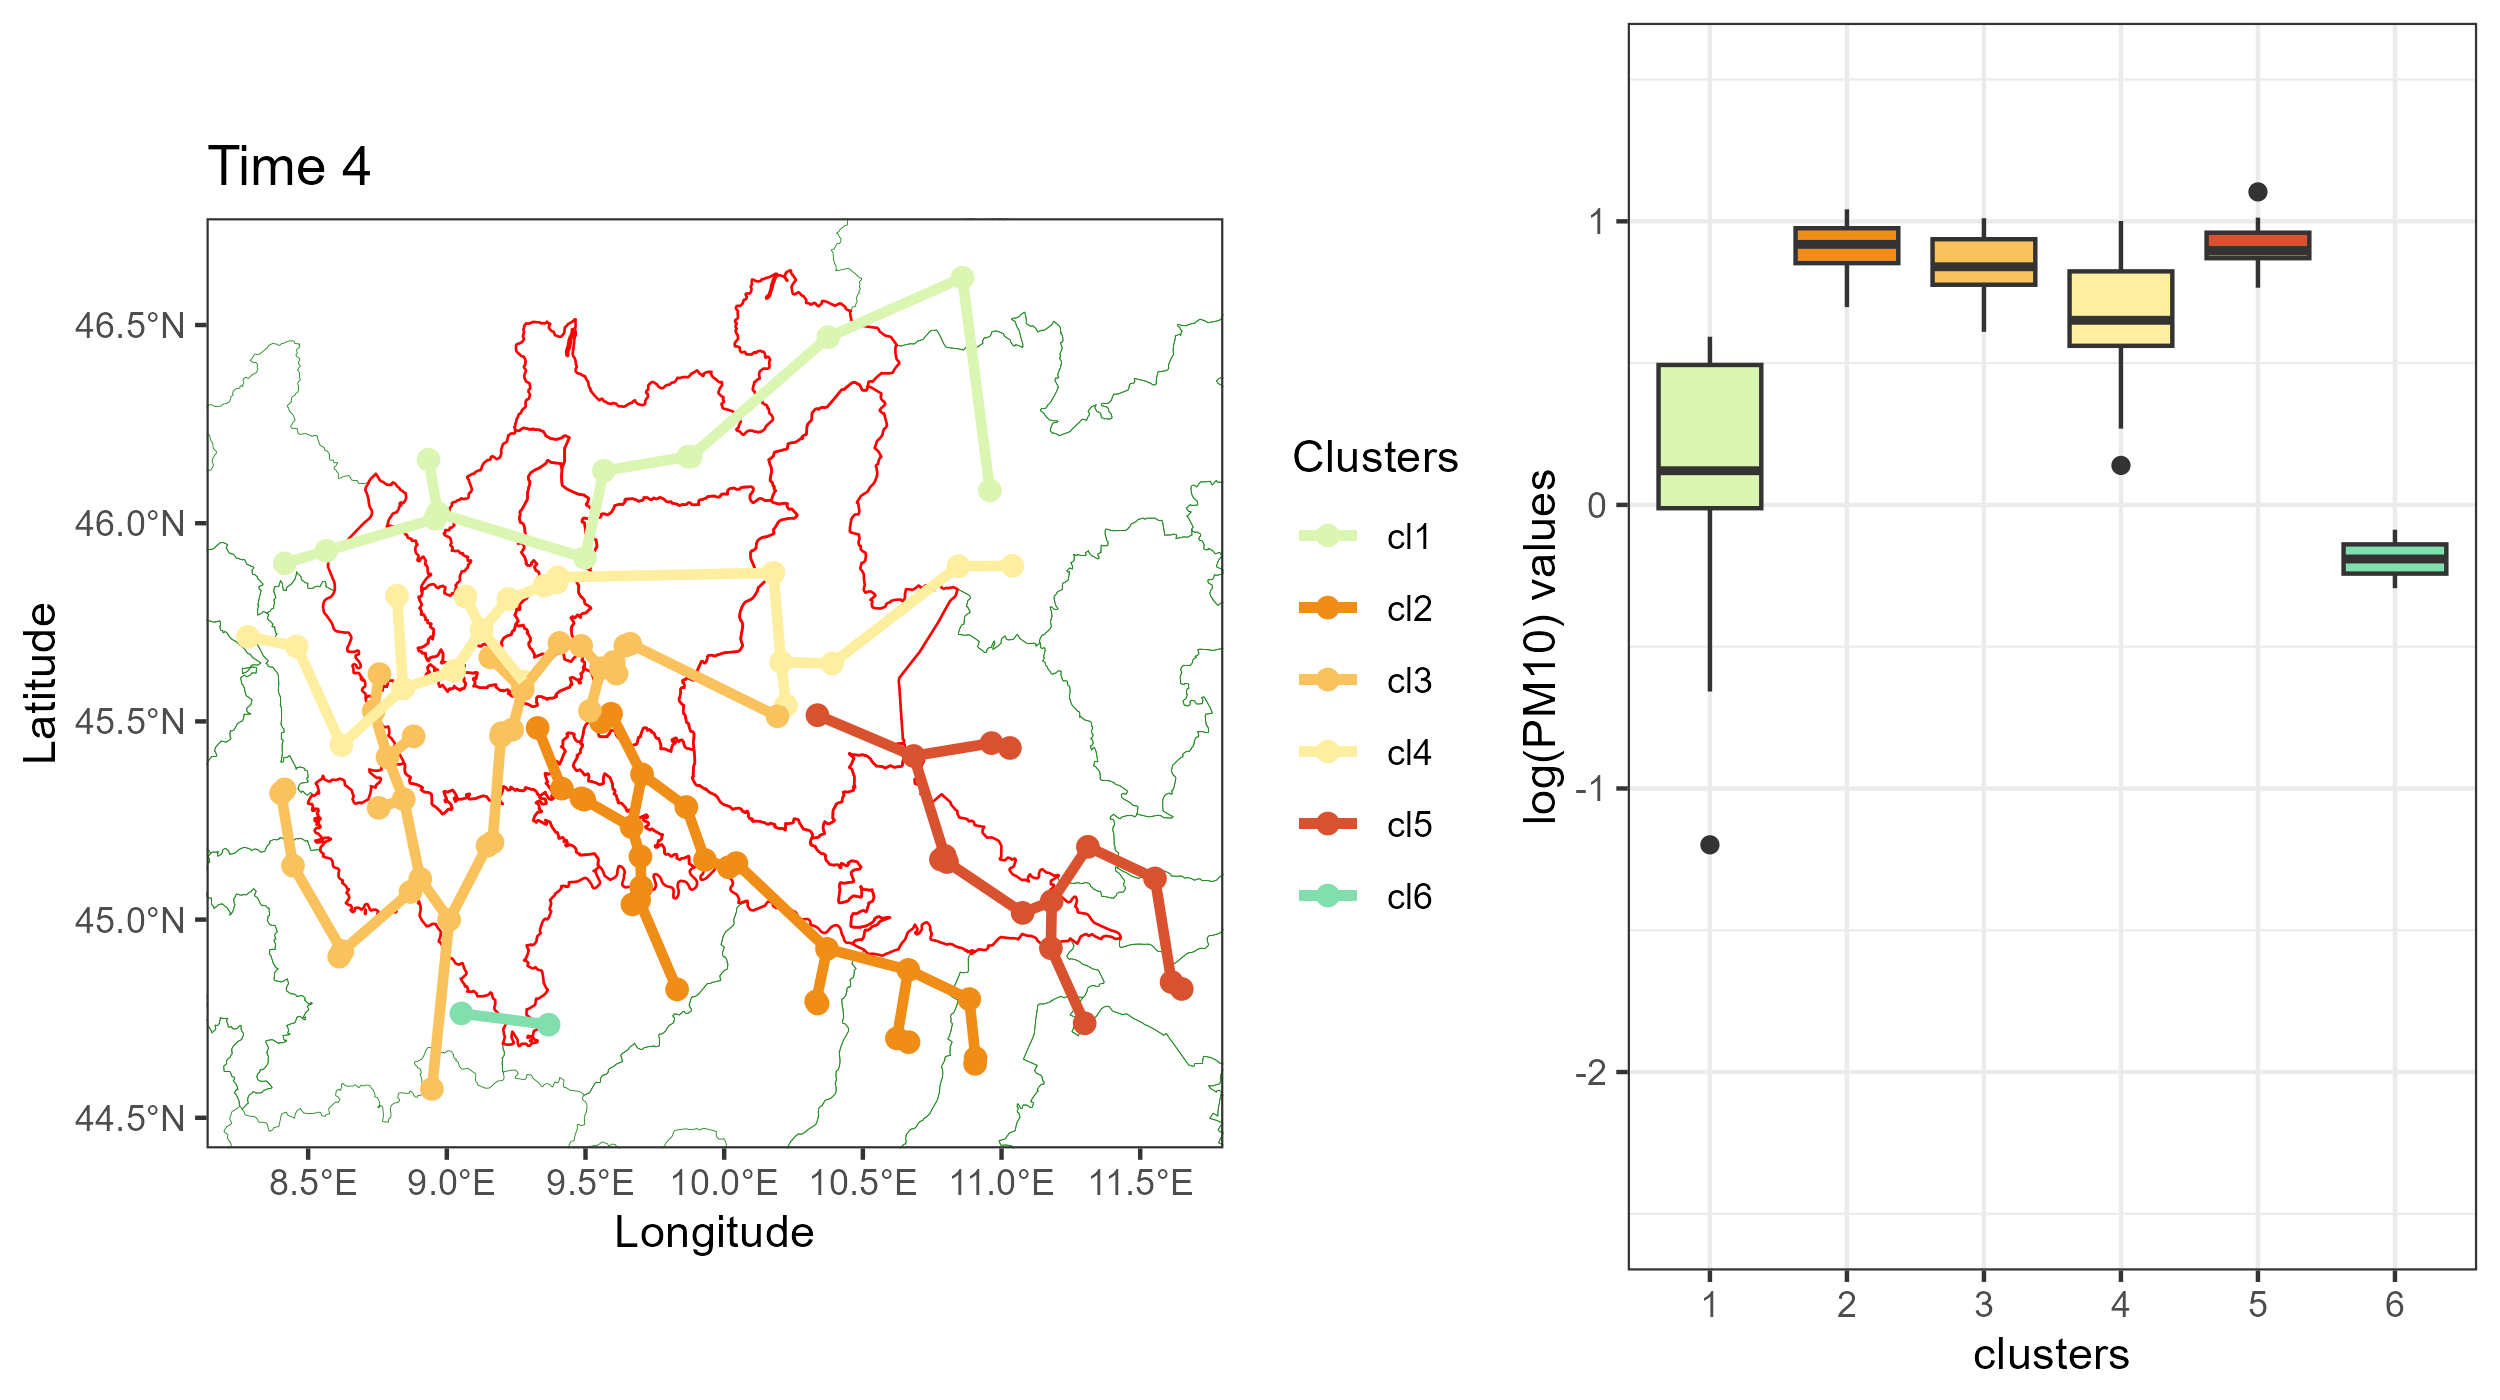 Time 4
Latitude
46.5°N
46.0°N
45.5°N
45.0°N
44.5°N
8.5°E 9.0°E 9.5°E 10.0°E 10.5°E 11.0°E 11.5°E
Longitude
Clusters
cl1
cl2
cl3
cl4
cl5
cl6
log(PM10) values
1
0
-1
-2
1 2 3 4 5 6
clusters